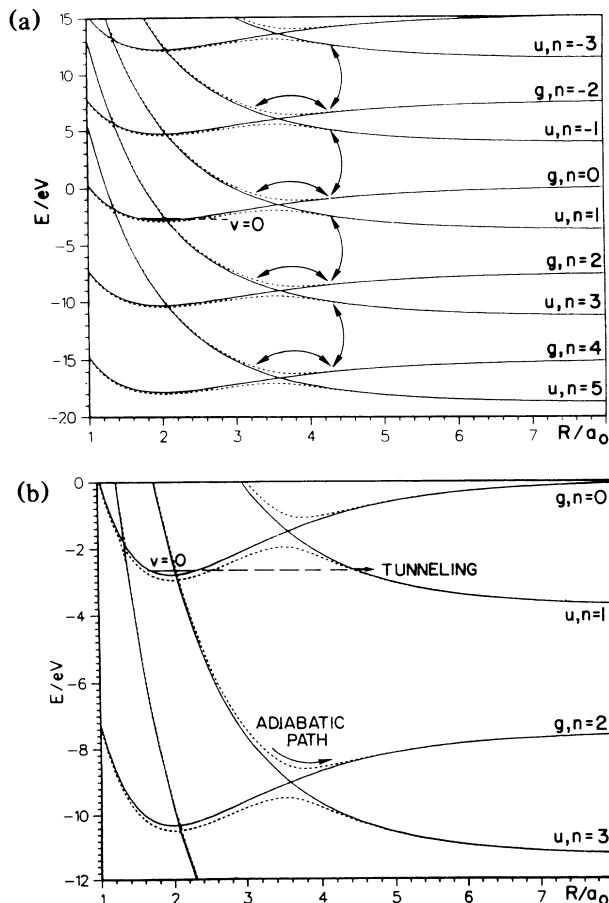 (a)
15
10
5
0
-5
-10
-15
-20
E/eV
v=0
u,n=-3
g,n=-2
u,n=-1
g,n=0
u,n=1
g,n=2
u,n=3
g,n=4
u,n=5
1 2 3 4 5 6 7 R/a₀
(b)
0
-2
-4
-6
-8
-10
-12
E/eV
v=0
TUNNELING
ADIABATIC
PATH
g,n=0
u,n=1
g,n=2
u,n=3
1 2 3 4 5 6 7 R/a₀